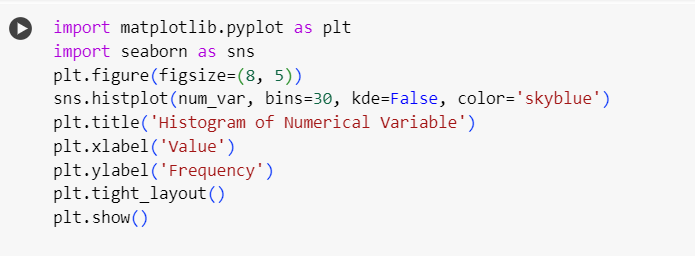 import matplotlib.pyplot as plt
import seaborn as sns
plt.figure(figsize=(8, 5))
sns.histplot(num_var, bins=30, kde=False, color='skyblue')
plt.title('Histogram of Numerical Variable')
plt.xlabel('Value')
plt.ylabel('Frequency')
plt.tight_layout()
plt.show()